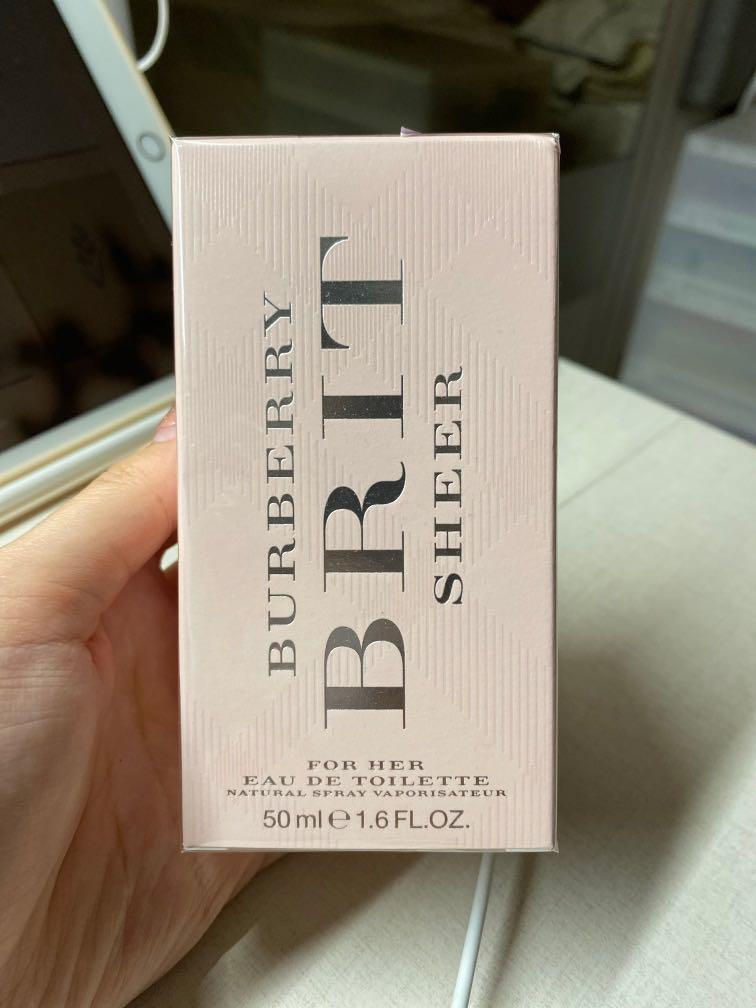 BURBERRY
BRIT
SHEER
FOR HER
EAU DE TOILETTE
NATURAL SPRAY VAPORISATEUR
50 ml ℮ 1.6 FL.OZ.